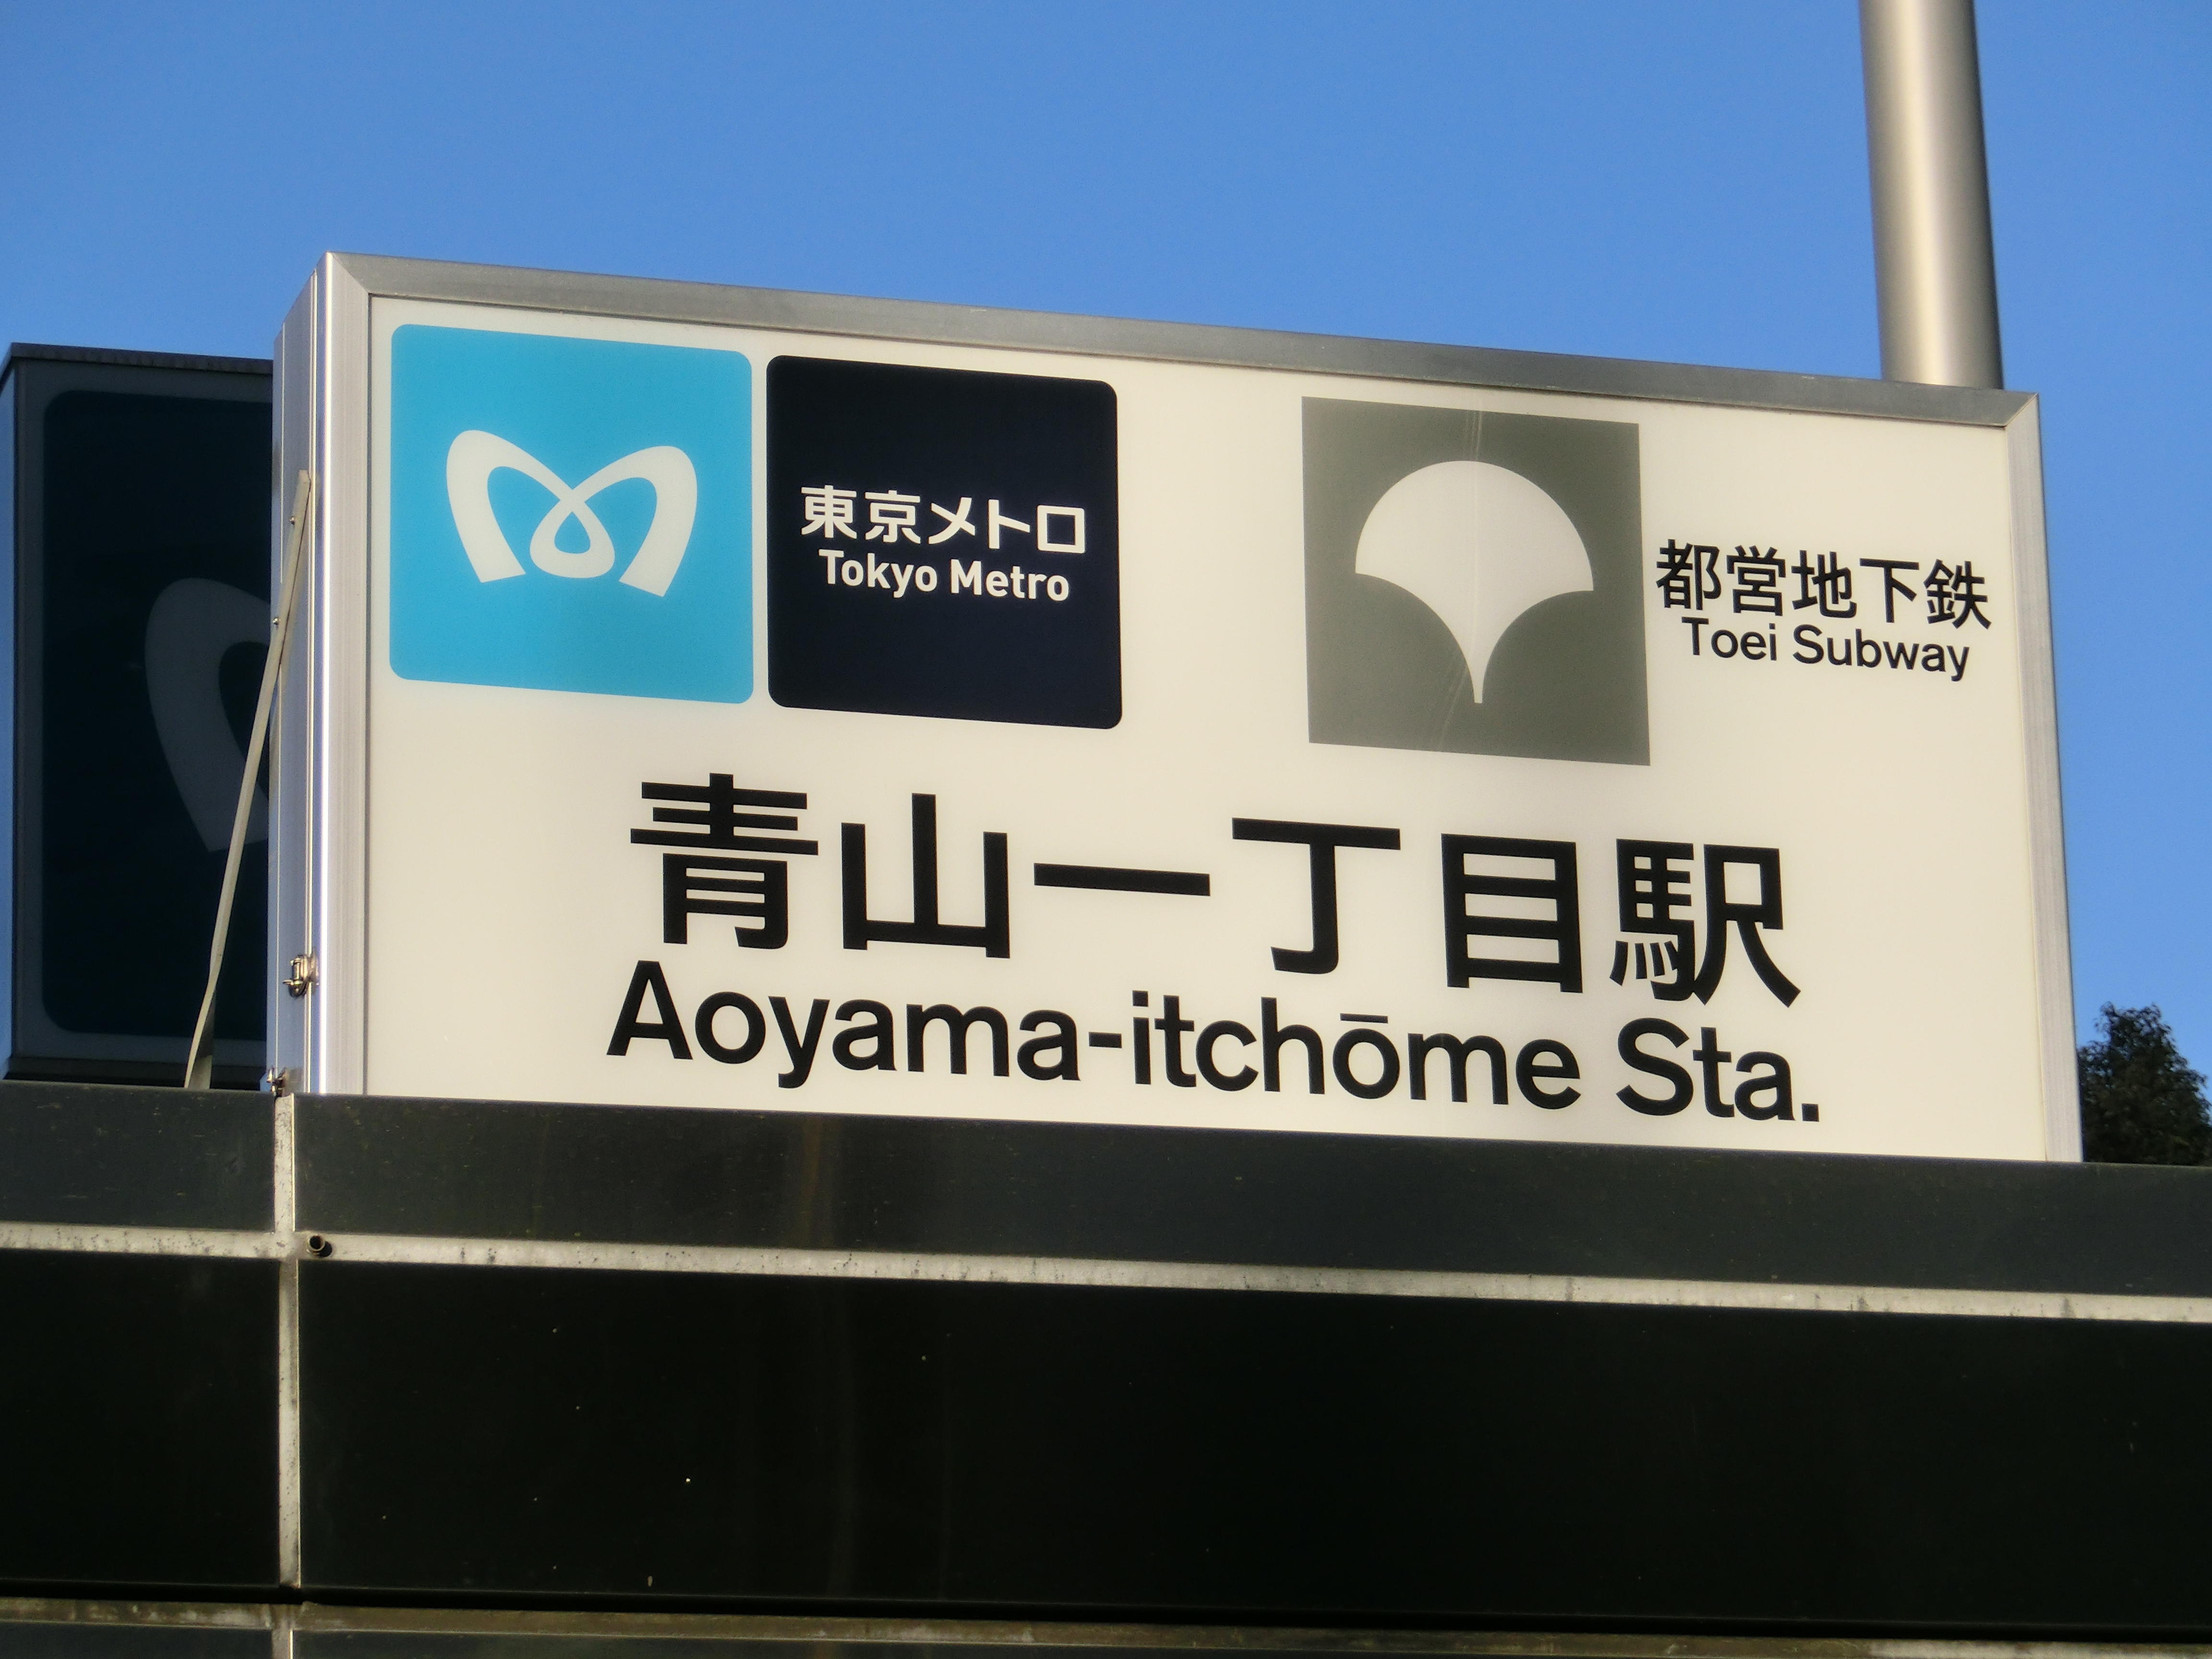 東京メトロ
Tokyo Metro
都営地下鉄
Toei Subway
青山一丁目駅
Aoyama-itchōme Sta.